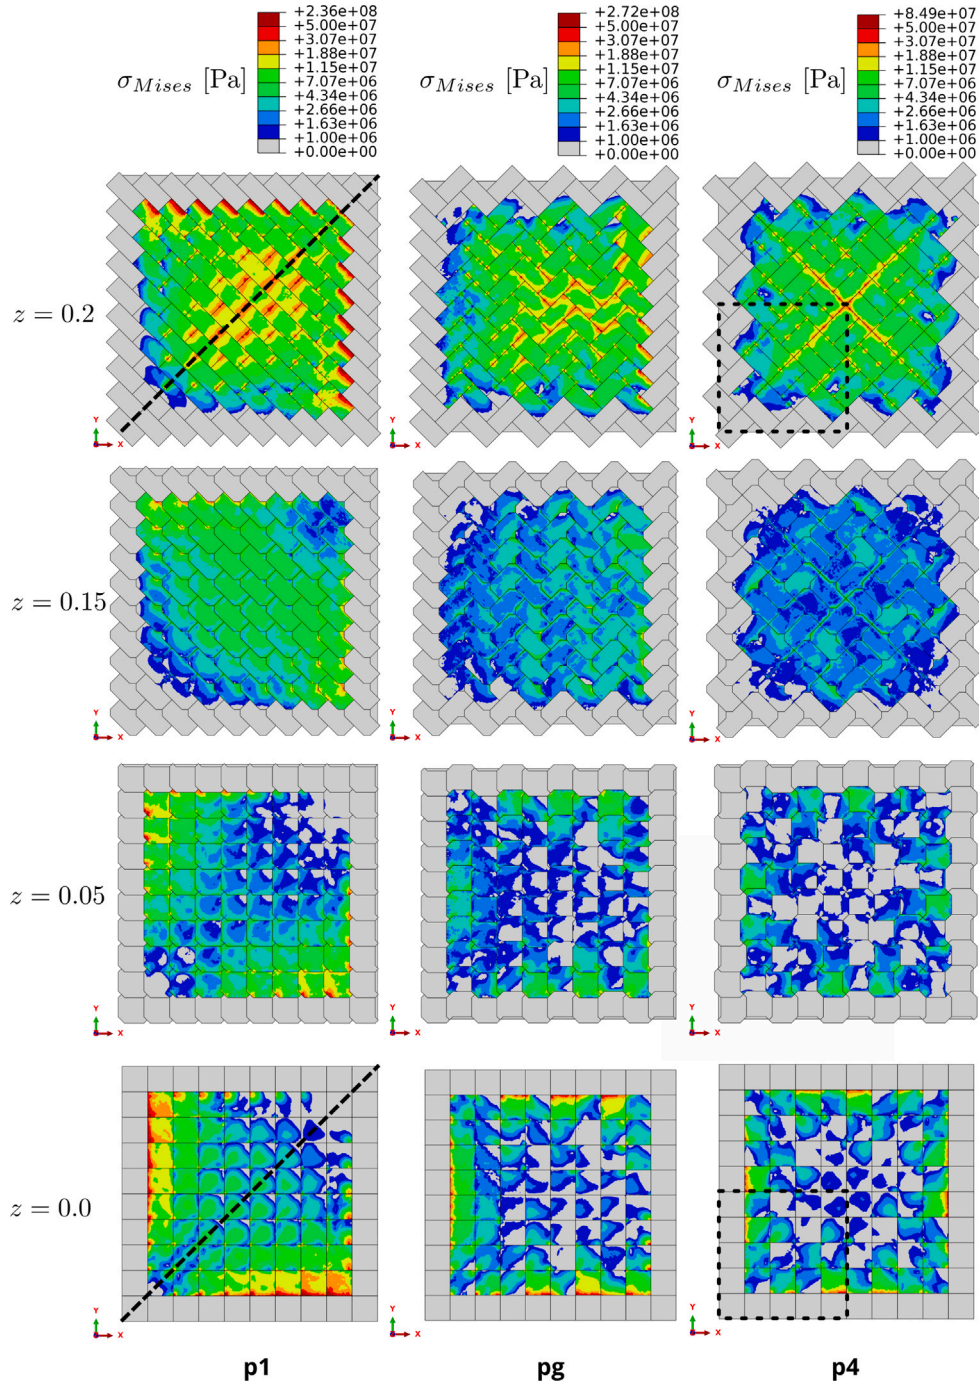 σMises [Pa]
+2.36e+08
+5.00e+07
+3.07e+07
+1.88e+07
+1.15e+07
+7.07e+06
+4.34e+06
+2.66e+06
+1.63e+06
+1.00e+06
+0.00e+00
σMises [Pa]
+2.72e+08
+5.00e+07
+3.07e+07
+1.88e+07
+1.15e+07
+7.07e+06
+4.34e+06
+2.66e+06
+1.63e+06
+1.00e+06
+0.00e+00
σMises [Pa]
+8.49e+07
+5.00e+07
+3.07e+07
+1.88e+07
+1.15e+07
+7.07e+06
+4.34e+06
+2.66e+06
+1.63e+06
+1.00e+06
+0.00e+00
z = 0.2
Y
X
Y
X
Y
X
z = 0.15
Y
X
Y
X
Y
X
z = 0.05
Y
X
Y
X
Y
X
z = 0.0
Y
X
Y
X
Y
X
p1 pg p4